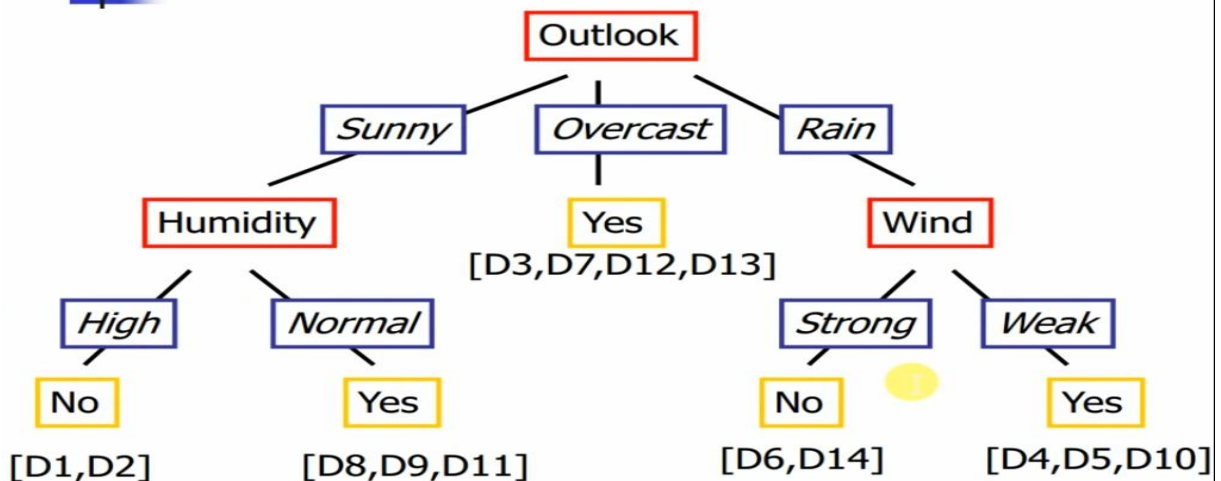 Outlook
Sunny Overcast Rain
Humidity Yes Wind
[D3,D7,D12,D13]
High Normal Strong Weak
No Yes No Yes
[D1,D2] [D8,D9,D11] [D6,D14] [D4,D5,D10]